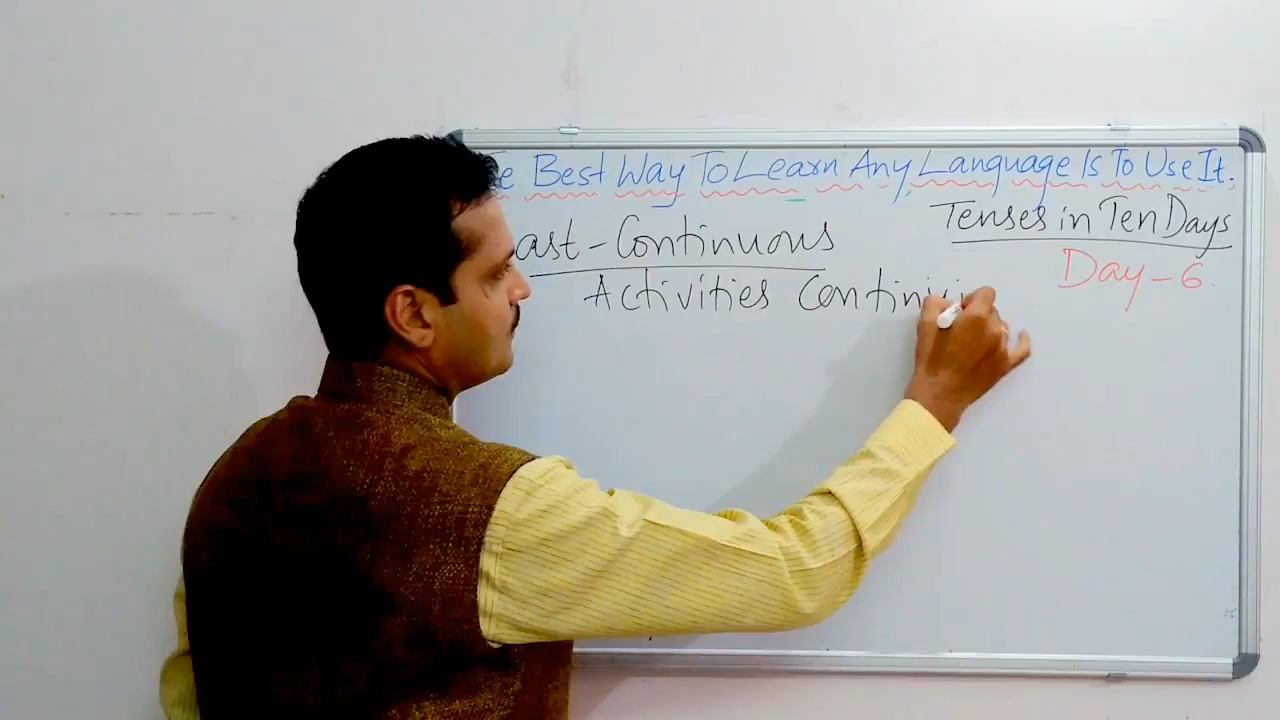 Best Way To Learn Any Language Is To Use It.
Tenses in Ten Days
ast - Continuous
Day - 6.
Activities